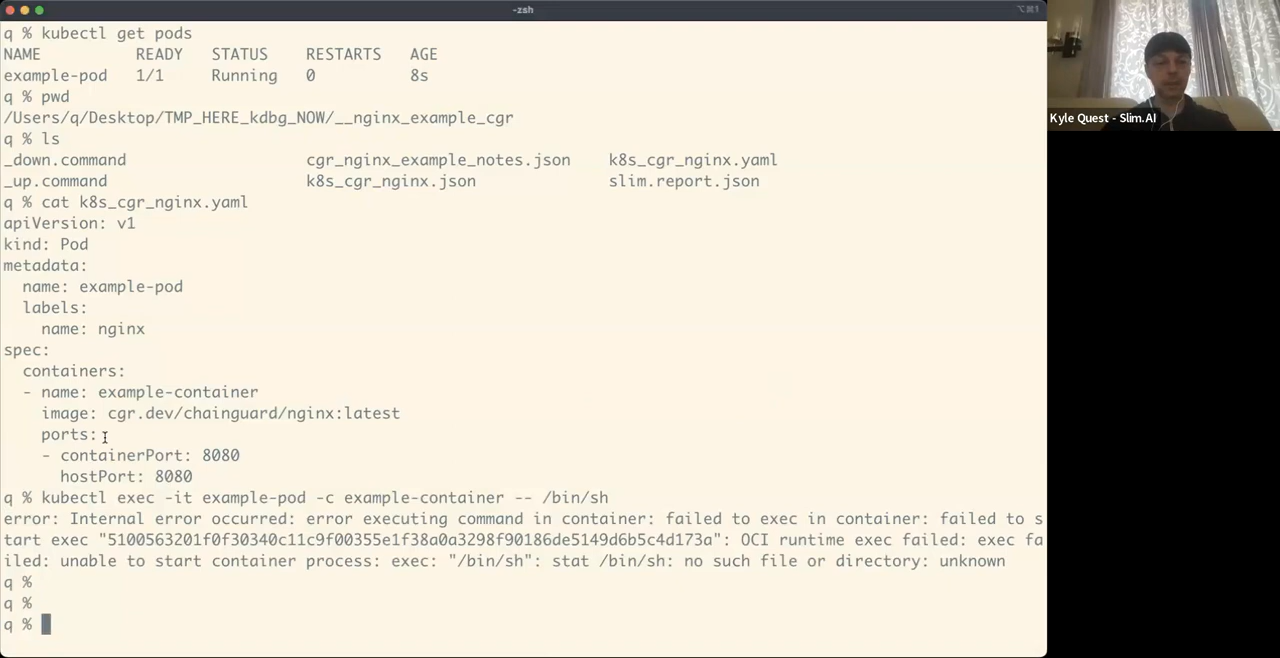 -zsh
⌥⌘1
q % kubectl get pods
NAME READY STATUS RESTARTS AGE
example-pod 1/1 Running 0 8s
q % pwd
/Users/q/Desktop/TMP_HERE_kdbg_NOW/__nginx_example_cgr
q % ls
_down.command cgr_nginx_example_notes.json k8s_cgr_nginx.yaml
_up.command k8s_cgr_nginx.json slim.report.json
q % cat k8s_cgr_nginx.yaml
apiVersion: v1
kind: Pod
metadata:
  name: example-pod
  labels:
    name: nginx
spec:
  containers:
  - name: example-container
    image: cgr.dev/chainguard/nginx:latest
    ports:
    - containerPort: 8080
      hostPort: 8080
q % kubectl exec -it example-pod -c example-container -- /bin/sh
error: Internal error occurred: error executing command in container: failed to exec in container: failed to s
tart exec "5100563201f0f30340c11c9f00355e1f38a0a3298f90186de5149d6b5c4d173a": OCI runtime exec failed: exec fa
iled: unable to start container process: exec: "/bin/sh": stat /bin/sh: no such file or directory: unknown
q %
q %
q %
Kyle Quest - Slim.AI